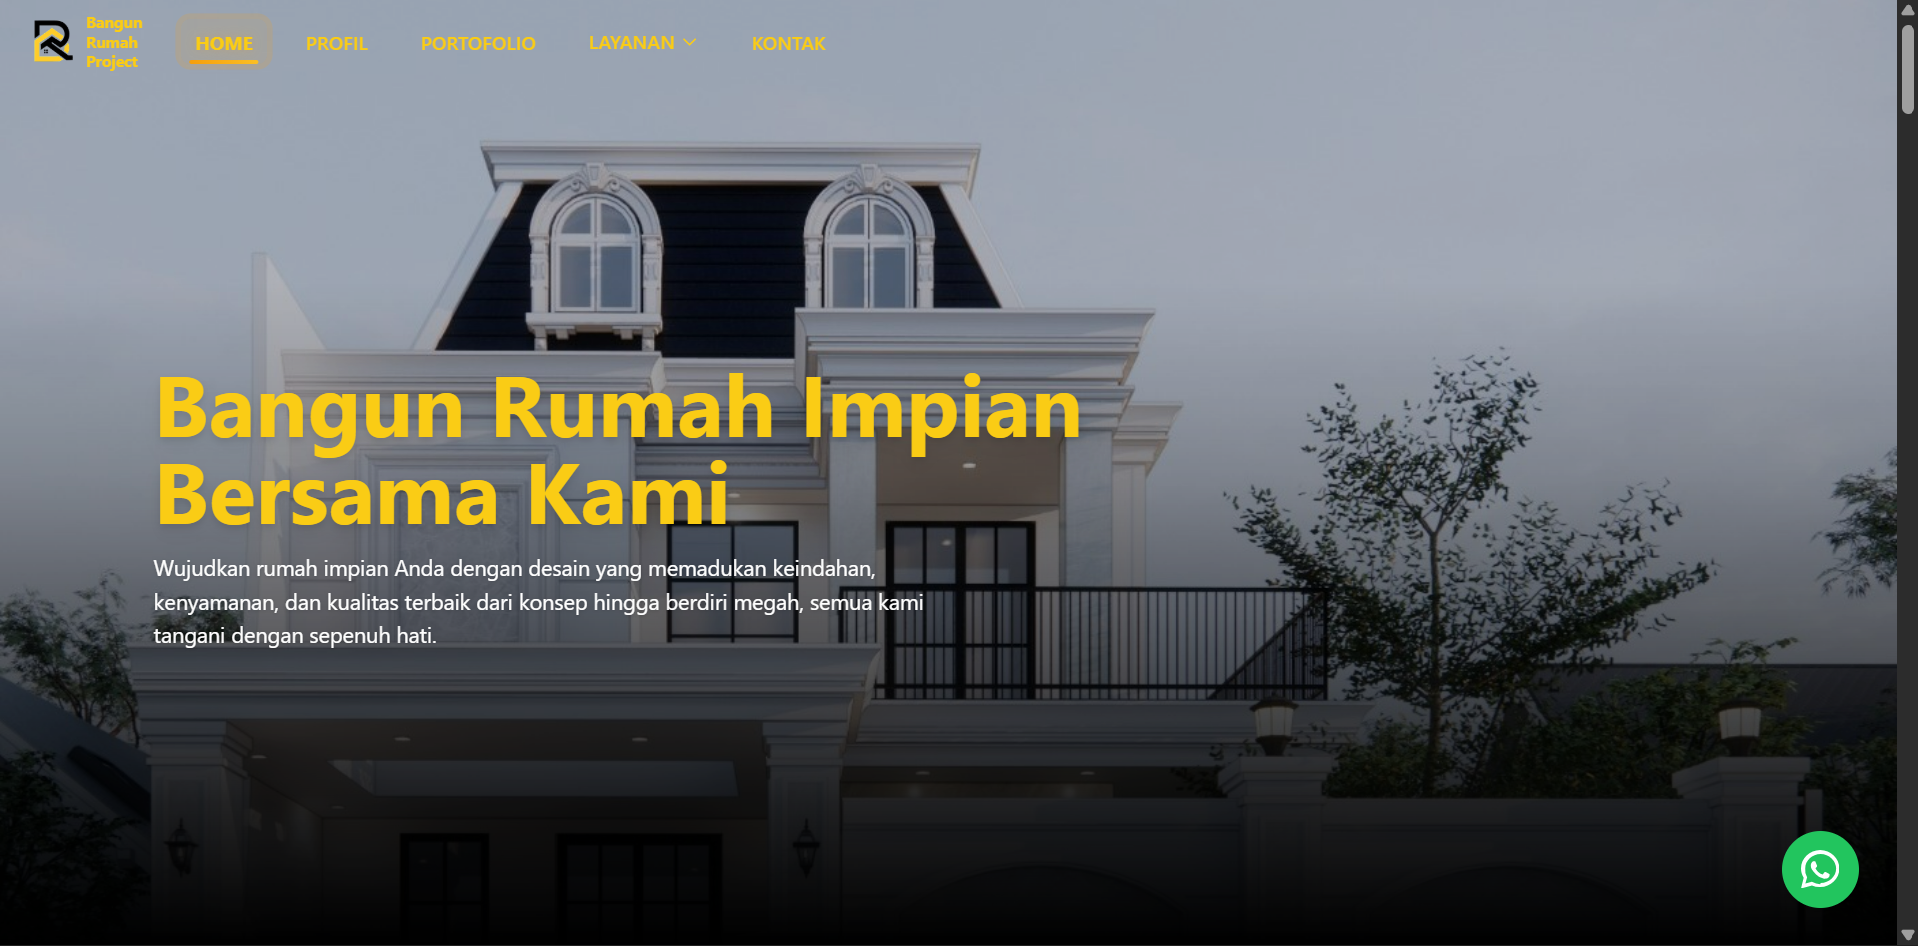 Bangun
Rumah
Project
HOME
PROFIL
PORTOFOLIO
LAYANAN
KONTAK
Bangun Rumah Impian
Bersama Kami
Wujudkan rumah impian Anda dengan desain yang memadukan keindahan,
kenyamanan, dan kualitas terbaik dari konsep hingga berdiri megah, semua kami
tangani dengan sepenuh hati.